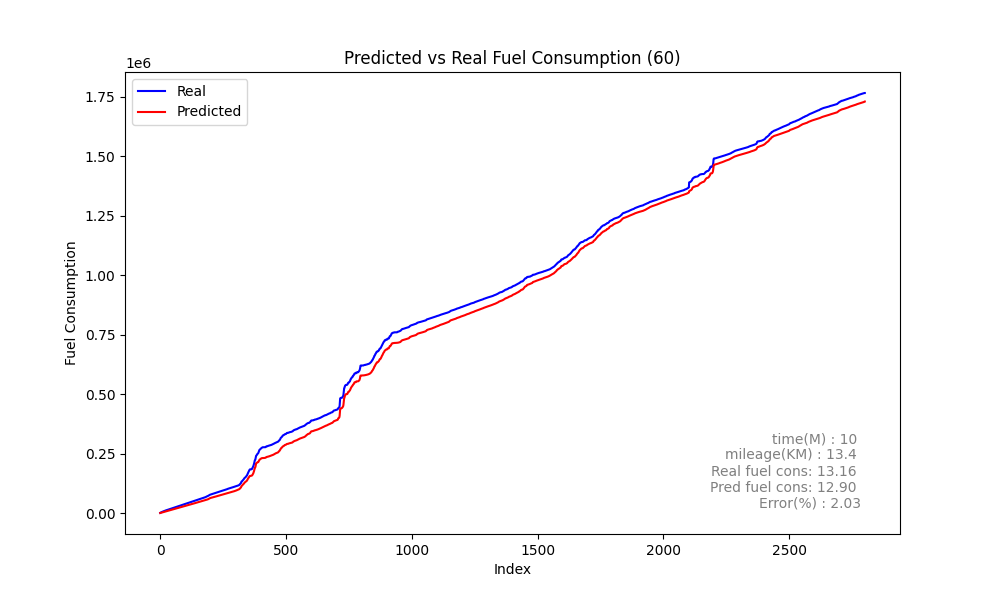 Predicted vs Real Fuel Consumption (60)
1e6
Real
Predicted
1.75
1.50
1.25
1.00
0.75
0.50
0.25
0.00
Fuel Consumption
time(M) : 10
mileage(KM) : 13.4
Real fuel cons: 13.16
Pred fuel cons: 12.90
Error(%) : 2.03
0 500 1000 1500 2000 2500
Index